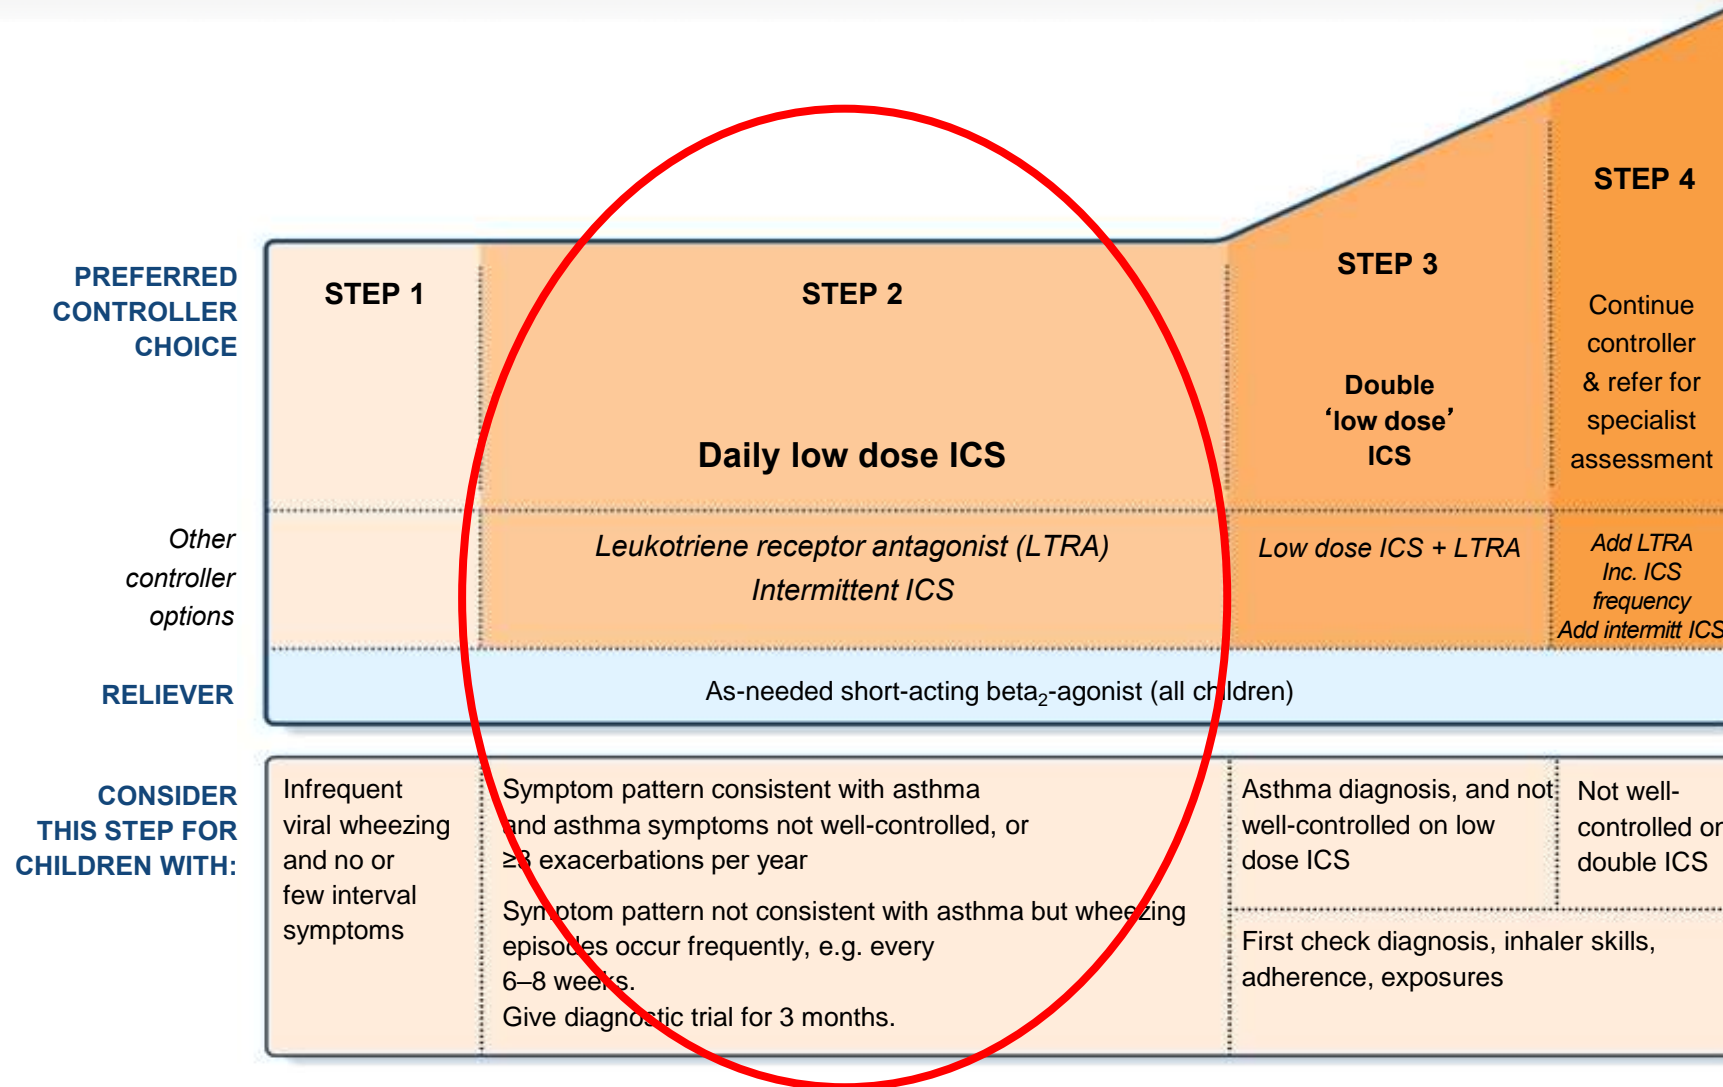 PREFERRED
CONTROLLER
CHOICE
STEP 1
STEP 2
Daily low dose ICS
STEP 3
Double
‘low dose’
ICS
STEP 4
Continue
controller
& refer for
specialist
assessment
Other
controller
options
Leukotriene receptor antagonist (LTRA)
Intermittent ICS
Low dose ICS + LTRA
Add LTRA
Inc. ICS
frequency
Add intermitt ICS
RELIEVER
As-needed short-acting beta₂-agonist (all children)
CONSIDER
THIS STEP FOR
CHILDREN WITH:
Infrequent
viral wheezing
and no or
few interval
symptoms
Symptom pattern consistent with asthma
and asthma symptoms not well-controlled, or
≥3 exacerbations per year
Symptom pattern not consistent with asthma but wheezing
episodes occur frequently, e.g. every
6–8 weeks.
Give diagnostic trial for 3 months.
Asthma diagnosis, and not
well-controlled on low
dose ICS
Not well-
controlled on
double ICS
First check diagnosis, inhaler skills,
adherence, exposures